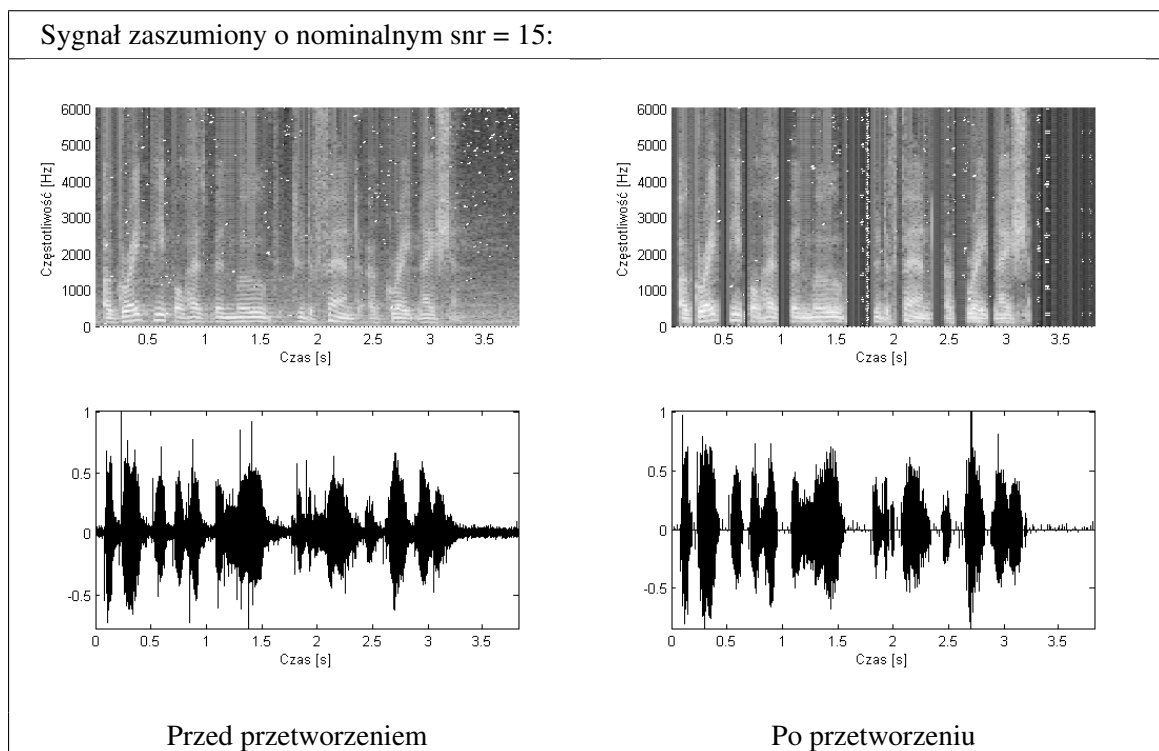 Sygnał zaszumiony o nominalnym snr = 15:
6000
5000
4000
3000
2000
1000
0
Częstotliwość [Hz]
0.5 1 1.5 2 2.5 3 3.5
Czas [s]
6000
5000
4000
3000
2000
1000
0
Częstotliwość [Hz]
0.5 1 1.5 2 2.5 3 3.5
Czas [s]
1
0.5
0
-0.5
0 0.5 1 1.5 2 2.5 3 3.5
Czas [s]
1
0.5
0
-0.5
0 0.5 1 1.5 2 2.5 3 3.5
Czas [s]
Przed przetworzeniem
Po przetworzeniu